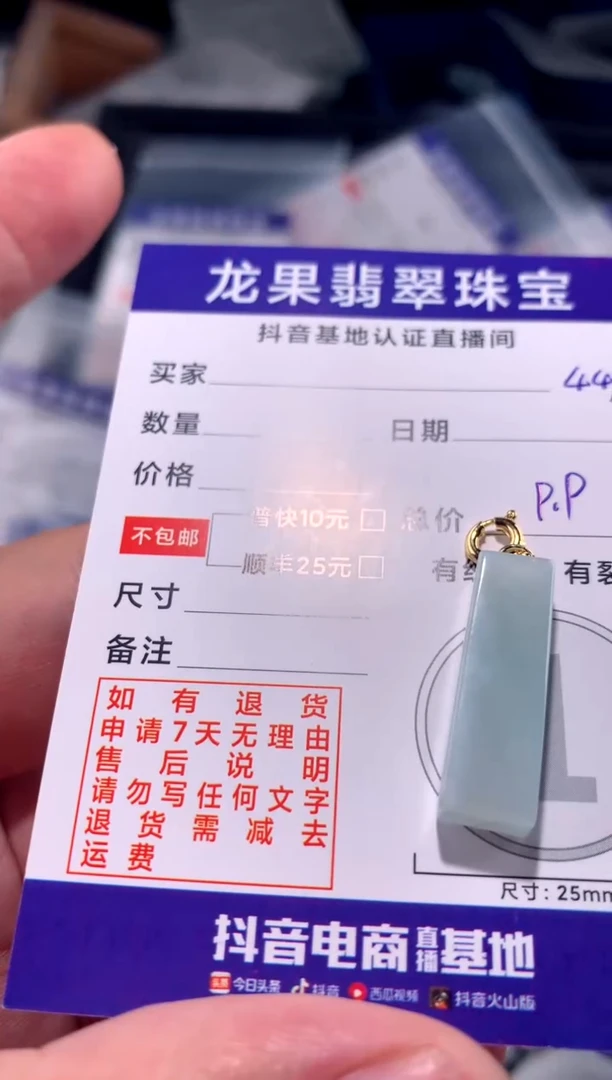 龙果翡翠珠宝
抖音基地认证直播间
买家 44
数量 日期
价格 P.P
不包邮 普快10元 总价
顺丰25元 有 有裂
尺寸
备注
如有退货
申请7天无理由
售后说明
请勿写任何文字
退货需减去
运费
尺寸:25mm
抖音电商直播基地
头条 今日头条 抖音 西瓜视频 抖音火山版